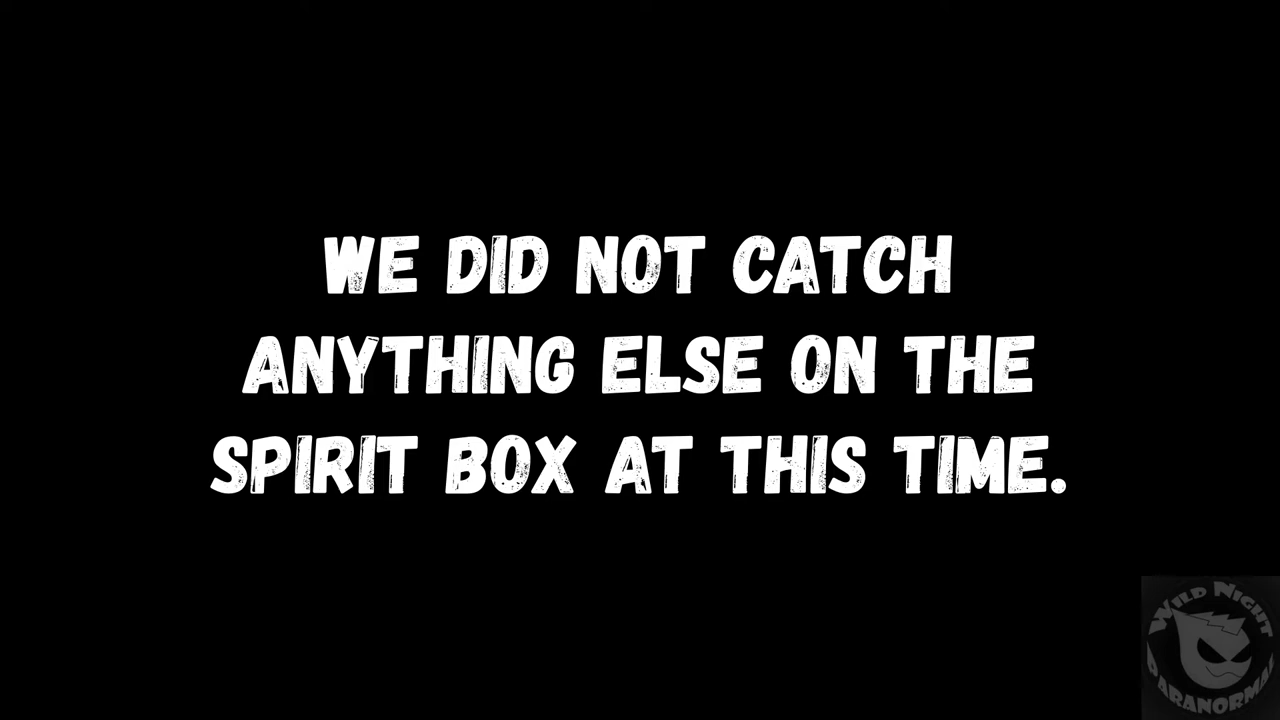 WE DID NOT CATCH
ANYTHING ELSE ON THE
SPIRIT BOX AT THIS TIME.
WILD NIGHT
PARANORMAL